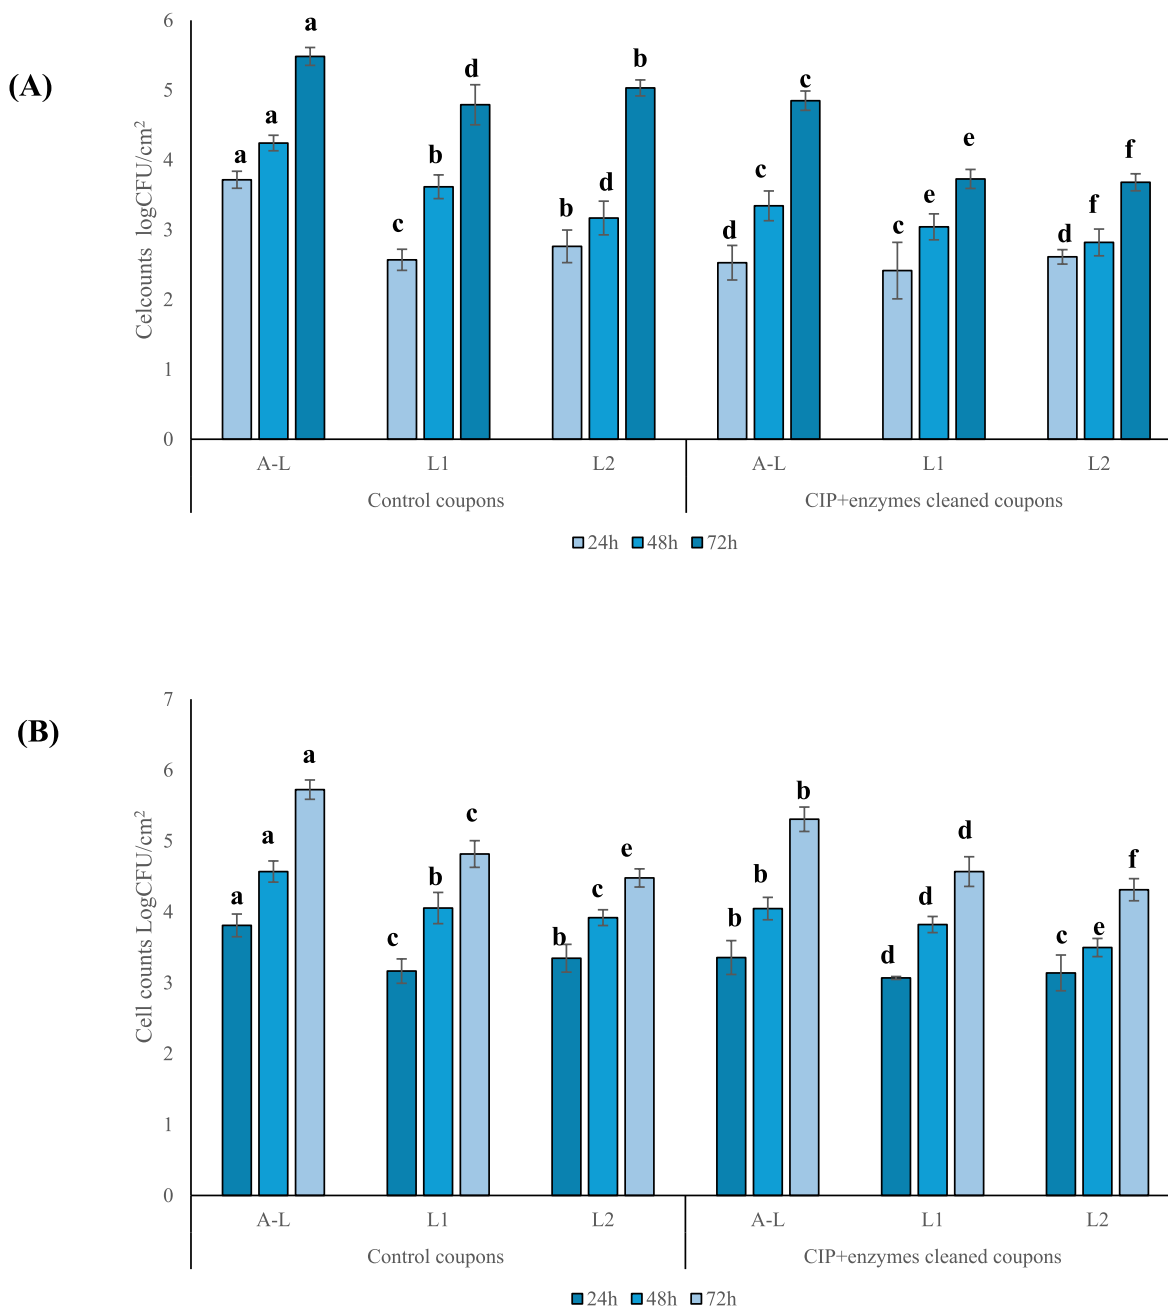 (A)
Celcounts logCFU/cm2
6
5
4
3
2
1
0
a a a
c b d
b d b
d c c
c e e
d f f
A-L L1 L2 A-L L1 L2
Control coupons CIP+enzymes cleaned coupons
24h 48h 72h
(B)
Cell counts LogCFU/cm2
7
6
5
4
3
2
1
0
a a a
c b c
b c e
b b b
d d d
c e f
A-L L1 L2 A-L L1 L2
Control coupons CIP+enzymes cleaned coupons
24h 48h 72h